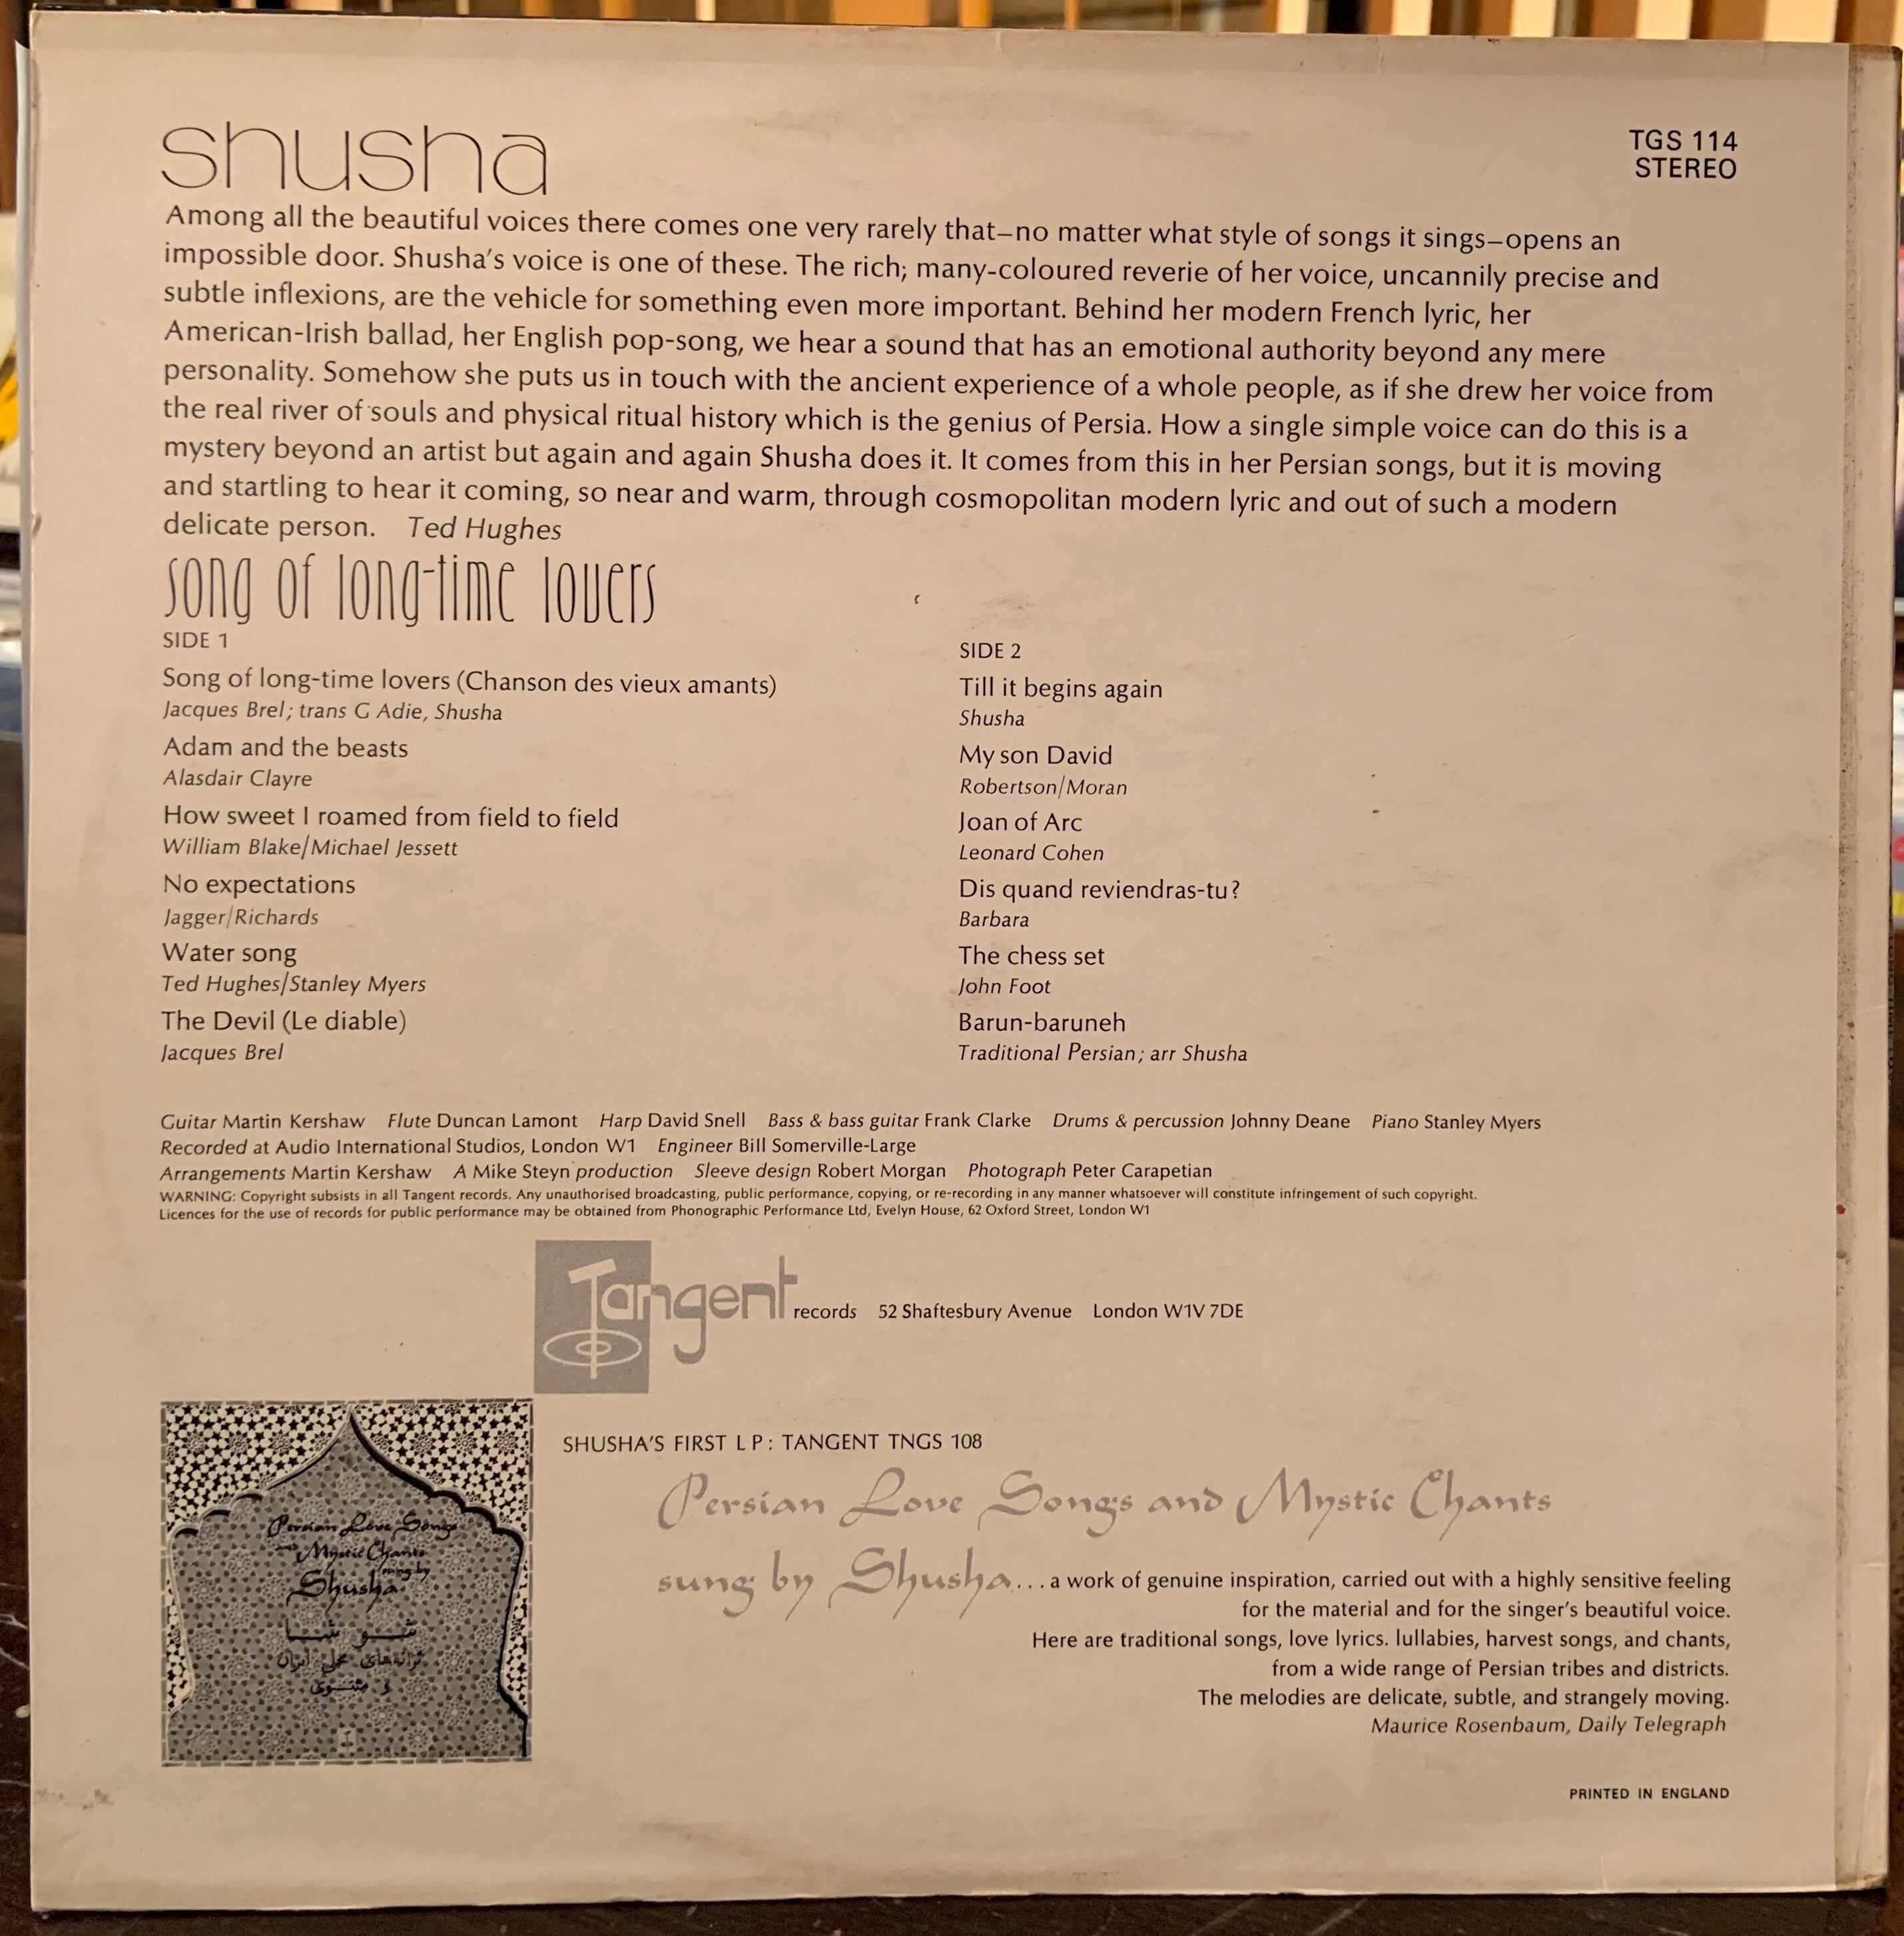 shusha
TGS 114
STEREO
Among all the beautiful voices there comes one very rarely that–no matter what style of songs it sings–opens an
impossible door. Shusha's voice is one of these. The rich; many-coloured reverie of her voice, uncannily precise and
subtle inflexions, are the vehicle for something even more important. Behind her modern French lyric, her
American-Irish ballad, her English pop-song, we hear a sound that has an emotional authority beyond any mere
personality. Somehow she puts us in touch with the ancient experience of a whole people, as if she drew her voice from
the real river of souls and physical ritual history which is the genius of Persia. How a single simple voice can do this is a
mystery beyond an artist but again and again Shusha does it. It comes from this in her Persian songs, but it is moving
and startling to hear it coming, so near and warm, through cosmopolitan modern lyric and out of such a modern
delicate person. Ted Hughes
song of long-time lovers
SIDE 1
Song of long-time lovers (Chanson des vieux amants)
Jacques Brel; trans G Adie, Shusha
Adam and the beasts
Alasdair Clayre
How sweet I roamed from field to field
William Blake/Michael Jessett
No expectations
Jagger/Richards
Water song
Ted Hughes/Stanley Myers
The Devil (Le diable)
Jacques Brel
SIDE 2
Till it begins again
Shusha
My son David
Robertson/Moran
Joan of Arc
Leonard Cohen
Dis quand reviendras-tu?
Barbara
The chess set
John Foot
Barun-baruneh
Traditional Persian; arr Shusha
Guitar Martin Kershaw Flute Duncan Lamont Harp David Snell Bass & bass guitar Frank Clarke Drums & percussion Johnny Deane Piano Stanley Myers
Recorded at Audio International Studios, London W1 Engineer Bill Somerville-Large
Arrangements Martin Kershaw A Mike Steyn production Sleeve design Robert Morgan Photograph Peter Carapetian
WARNING: Copyright subsists in all Tangent records. Any unauthorised broadcasting, public performance, copying, or re-recording in any manner whatsoever will constitute infringement of such copyright.
Licences for the use of records for public performance may be obtained from Phonographic Performance Ltd, Evelyn House, 62 Oxford Street, London W1
Tangent records 52 Shaftesbury Avenue London W1V 7DE
Persian Love Songs
and Mystic Chants
sung by
Shusha
شوشا
ترانه‌های محلی ایران
و مثنوی
SHUSHA'S FIRST L P: TANGENT TNGS 108
Persian Love Songs and Mystic Chants
sung by Shusha... a work of genuine inspiration, carried out with a highly sensitive feeling
for the material and for the singer's beautiful voice.
Here are traditional songs, love lyrics. lullabies, harvest songs, and chants,
from a wide range of Persian tribes and districts.
The melodies are delicate, subtle, and strangely moving.
Maurice Rosenbaum, Daily Telegraph
PRINTED IN ENGLAND